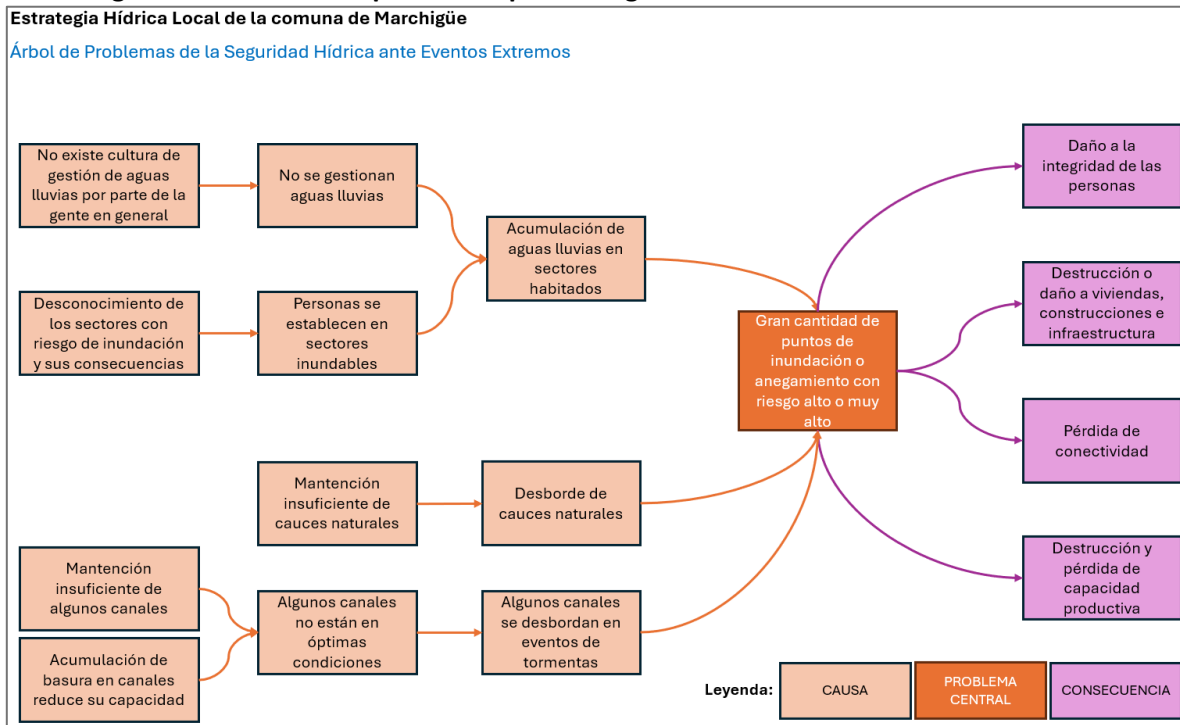 Estrategia Hídrica Local de la comuna de Marchigüe
Árbol de Problemas de la Seguridad Hídrica ante Eventos Extremos
No existe cultura de
gestión de aguas
lluvias por parte de la
gente en general
No se gestionan
aguas lluvias
Acumulación de
aguas lluvias en
sectores
habitados
Desconocimiento de
los sectores con
riesgo de inundación
y sus consecuencias
Personas se
establecen en
sectores
inundables
Mantención
insuficiente de
cauces naturales
Desborde de
cauces naturales
Mantención
insuficiente de
algunos canales
Acumulación de
basura en canales
reduce su capacidad
Algunos canales
no están en
óptimas
condiciones
Algunos canales
se desbordan en
eventos de
tormentas
Gran cantidad de
puntos de
inundación o
anegamiento con
riesgo alto o muy
alto
Daño a la
integridad de las
personas
Destrucción o
daño a viviendas,
construcciones e
infraestructura
Pérdida de
conectividad
Destrucción y
pérdida de
capacidad
productiva
Leyenda:
CAUSA
PROBLEMA
CENTRAL
CONSECUENCIA